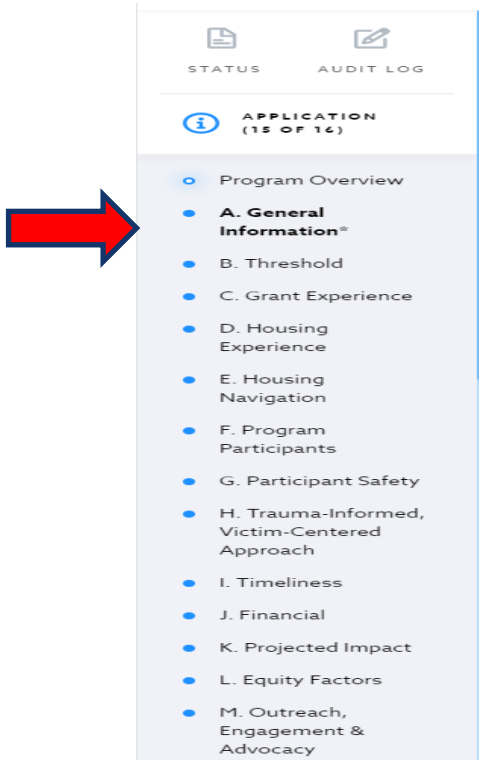 STATUS AUDIT LOG
APPLICATION
(15 OF 16)
Program Overview
A. General
Information*
B. Threshold
C. Grant Experience
D. Housing
Experience
E. Housing
Navigation
F. Program
Participants
G. Participant Safety
H. Trauma-Informed,
Victim-Centered
Approach
I. Timeliness
J. Financial
K. Projected Impact
L. Equity Factors
M. Outreach,
Engagement &
Advocacy